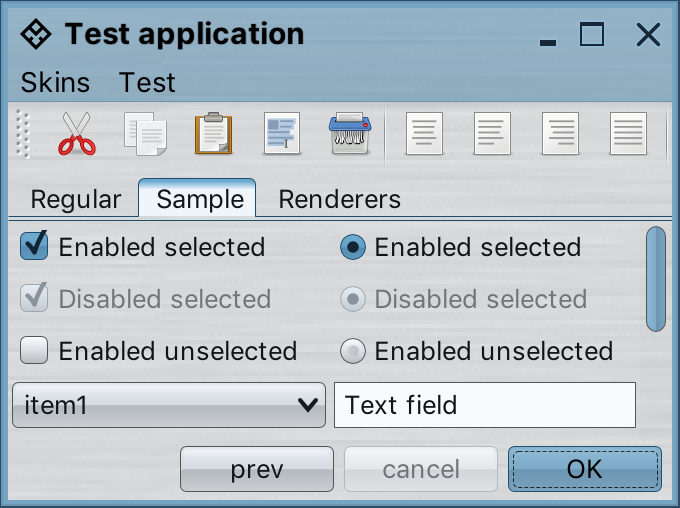 Test application
Skins Test
Regular Sample Renderers
Enabled selected Enabled selected
Disabled selected Disabled selected
Enabled unselected Enabled unselected
item1 Text field
prev cancel OK